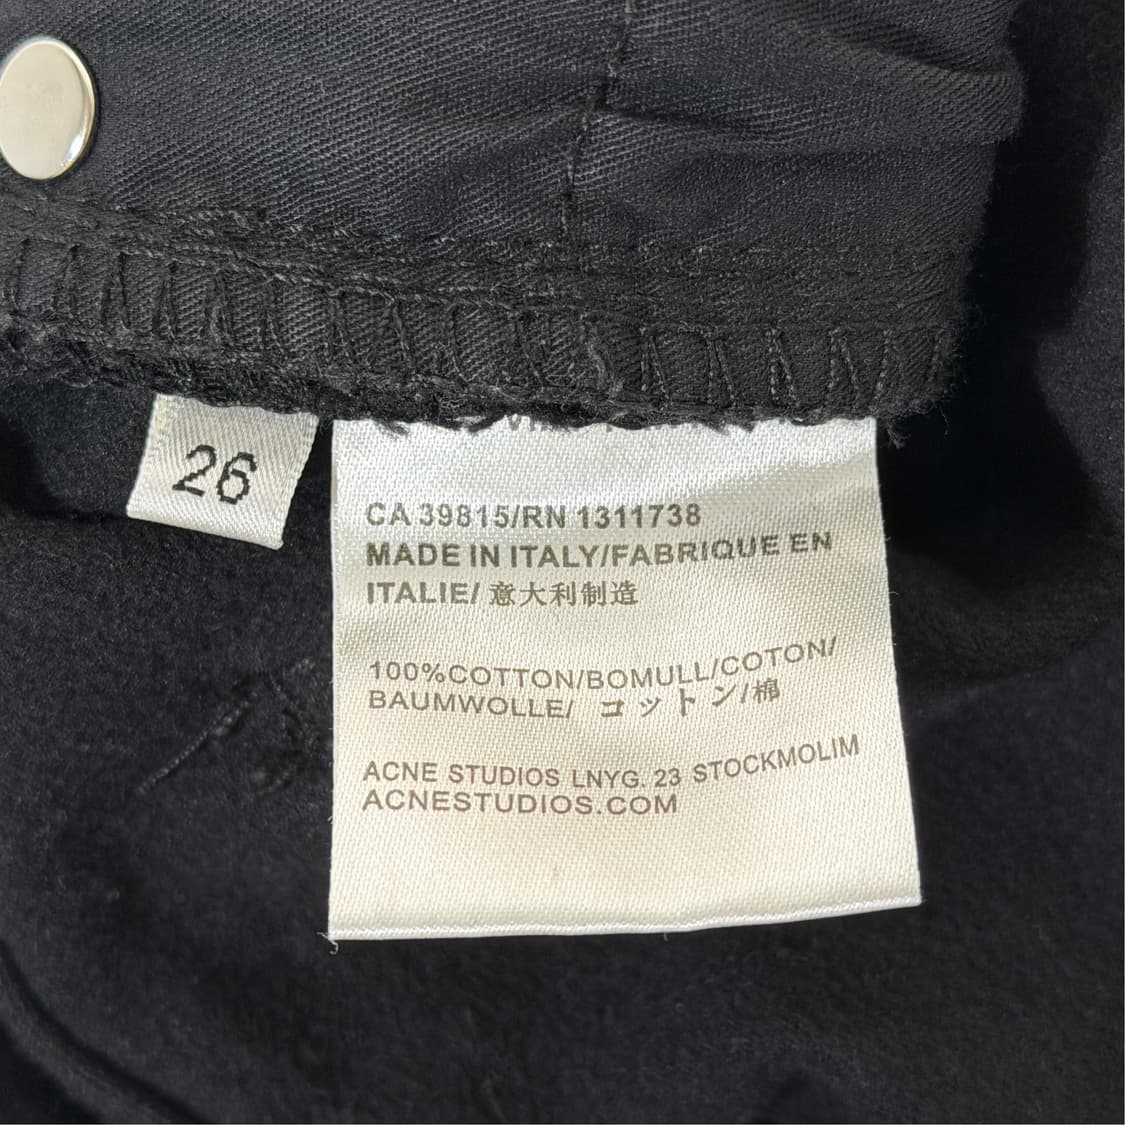 26
CA 39815/RN 1311738
MADE IN ITALY/FABRIQUE EN
ITALIE/ 意大利制造
100%COTTON/BOMULL/COTON/
BAUMWOLLE/ コットン/棉
ACNE STUDIOS LNYG. 23 STOCKMOLIM
ACNESTUDIOS.COM